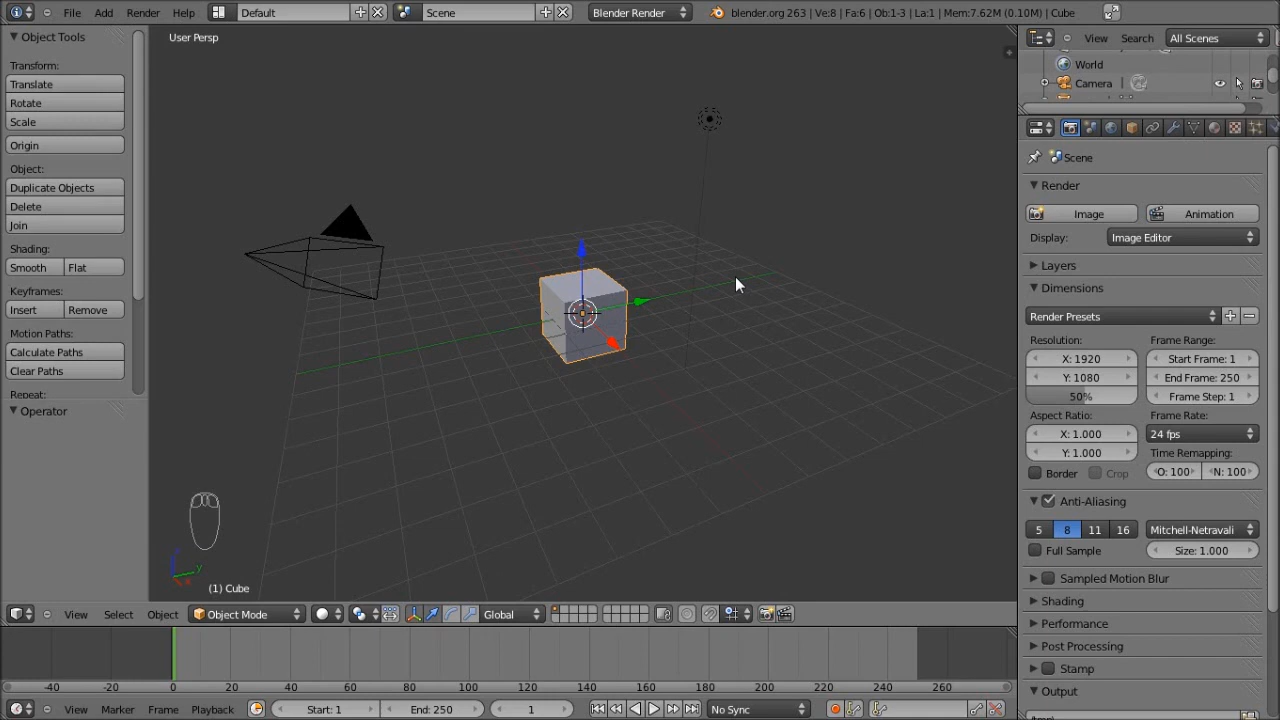 File Add Render Help Default Scene Blender Render blender.org 263 | Ve:8 | Fa:6 | Ob:1-3 | La:1 | Mem:7.62M (0.10M) | Cube
Object Tools
Transform:
Translate
Rotate
Scale
Origin
Object:
Duplicate Objects
Delete
Join
Shading:
Smooth Flat
Keyframes:
Insert Remove
Motion Paths:
Calculate Paths
Clear Paths
Repeat:
Operator
User Persp
(1) Cube
View Select Object Object Mode Global
-40 -20 0 20 40 60 80 100 120 140 160 180 200 220 240 260
View Marker Frame Playback Start: 1 End: 250 1 No Sync
View Search All Scenes
World
Camera
Scene
Render
Image Animation
Display: Image Editor
Layers
Dimensions
Render Presets
Resolution: Frame Range:
X: 1920 Start Frame: 1
Y: 1080 End Frame: 250
50% Frame Step: 1
Aspect Ratio: Frame Rate:
X: 1.000 24 fps
Y: 1.000 Time Remapping:
Border Crop O: 100 N: 100
Anti-Aliasing
5 8 11 16 Mitchell-Netravali
Full Sample Size: 1.000
Sampled Motion Blur
Shading
Performance
Post Processing
Stamp
Output